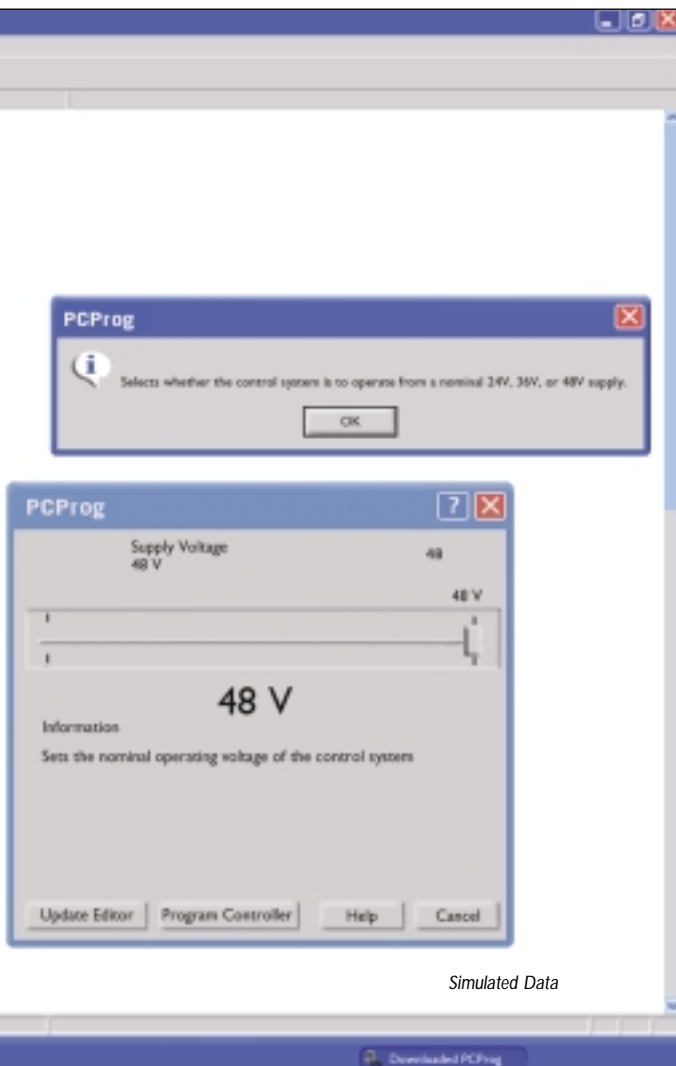 PCProg
i
Selects whether the control system is to operate from a nominal 24V, 36V, or 48V supply.
OK
PCProg
?
Supply Voltage
48 V
48
48 V
48 V
Information
Sets the nominal operating voltage of the control system
Update Editor
Program Controller
Help
Cancel
Simulated Data
Downloaded PCProg